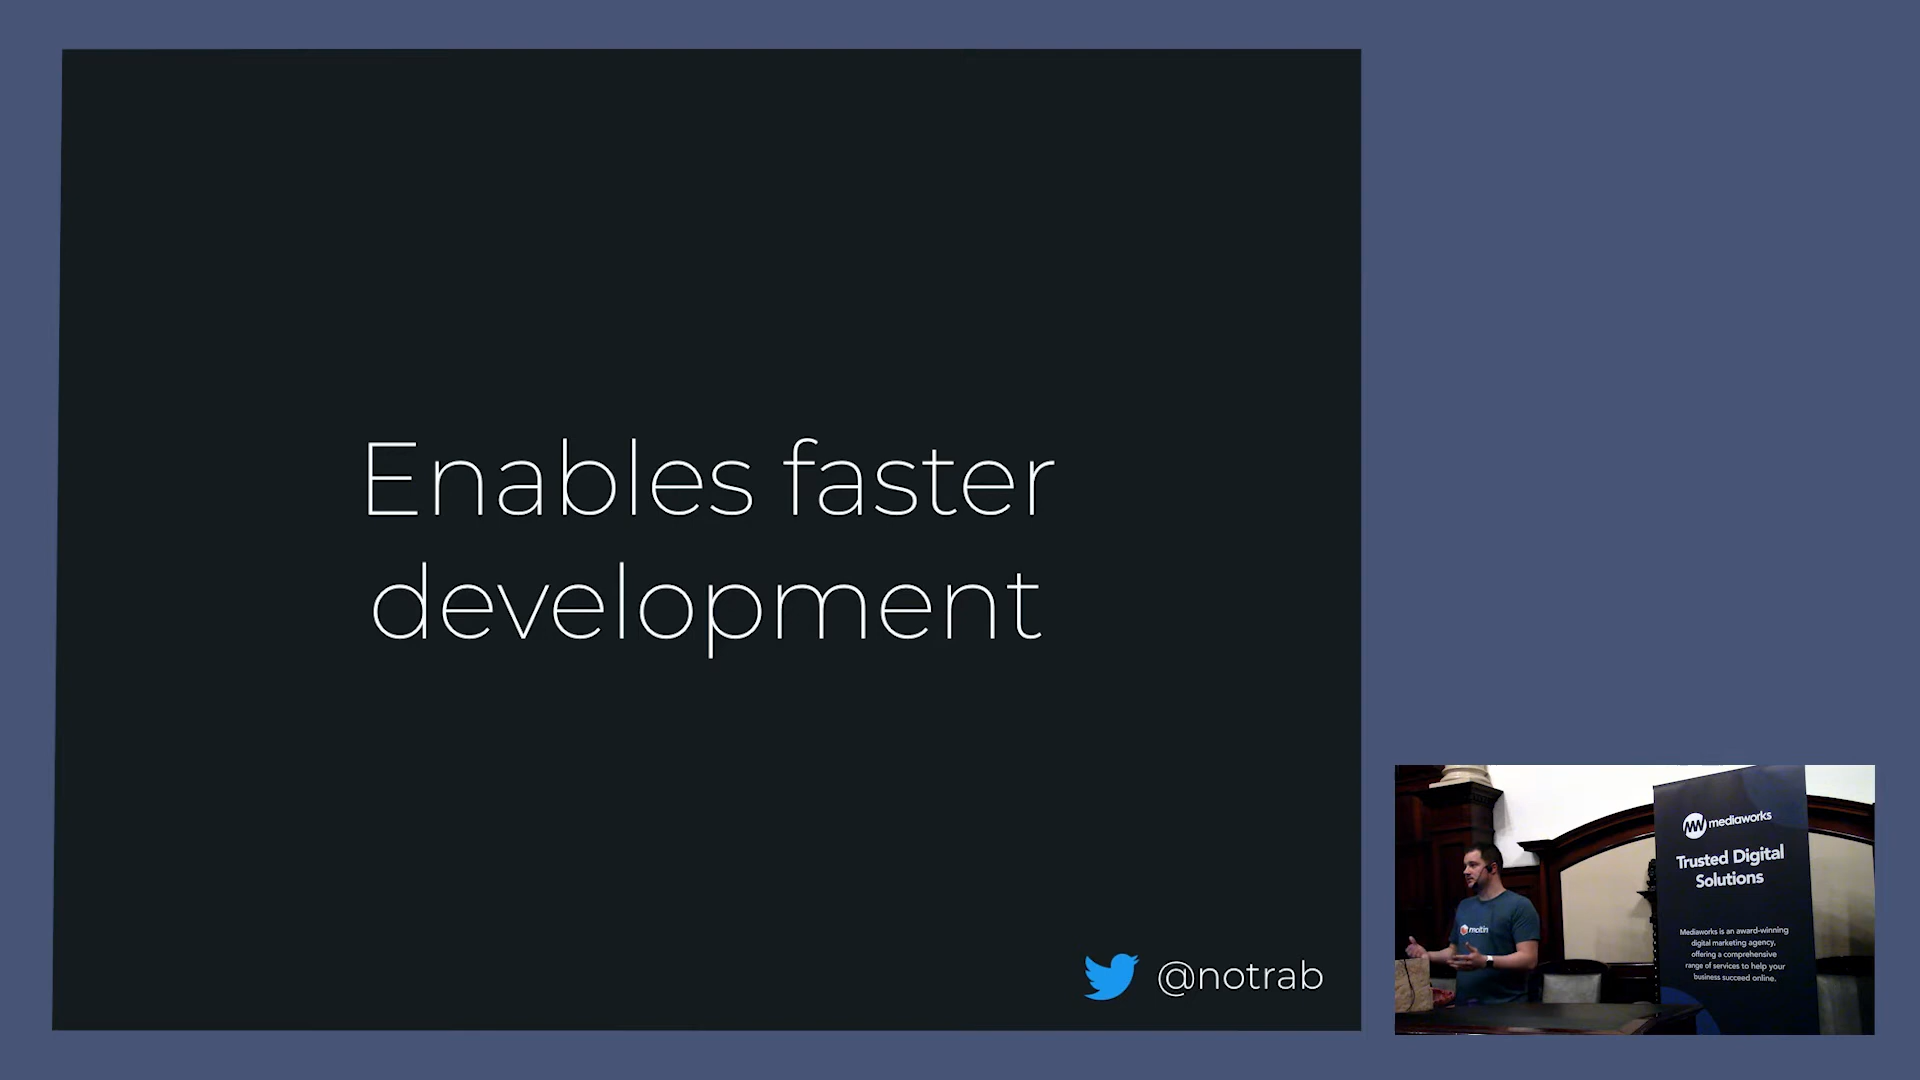 Enables faster
development
@notrab
mediaworks
Trusted Digital
Solutions
Mediaworks is an award-winning
digital marketing agency,
offering a comprehensive
range of services to help your
business succeed online.
moltin